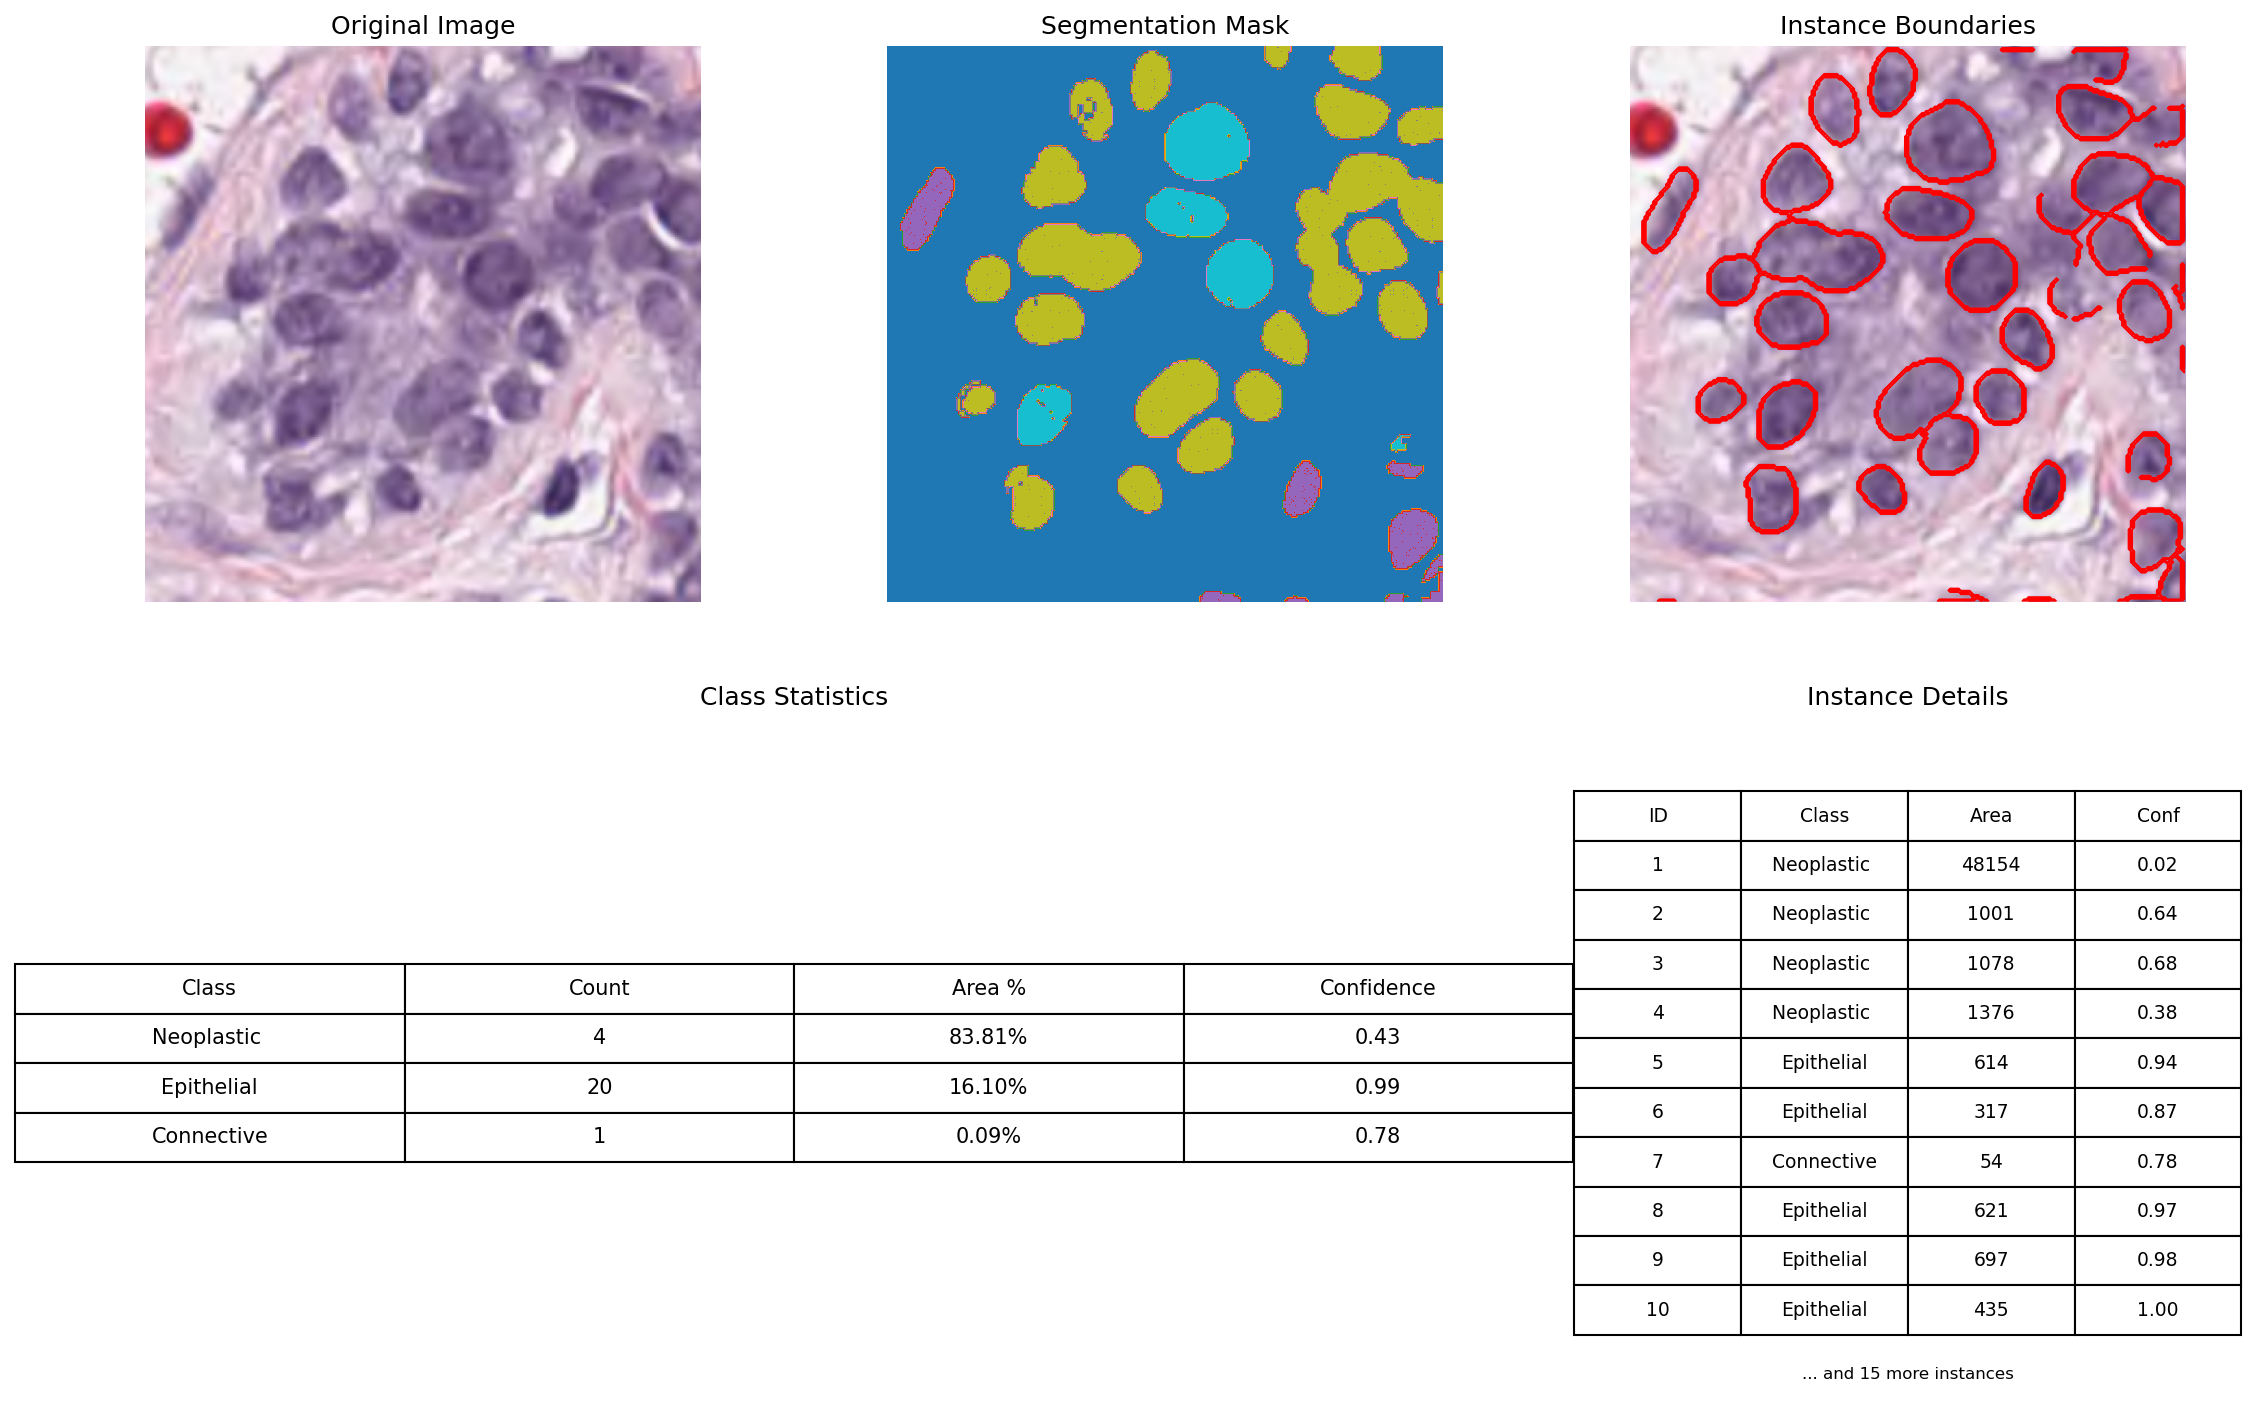 Original Image
Segmentation Mask
Instance Boundaries
Class Statistics
Class Count Area % Confidence
Neoplastic 4 83.81% 0.43
Epithelial 20 16.10% 0.99
Connective 1 0.09% 0.78
Instance Details
ID Class Area Conf
1 Neoplastic 48154 0.02
2 Neoplastic 1001 0.64
3 Neoplastic 1078 0.68
4 Neoplastic 1376 0.38
5 Epithelial 614 0.94
6 Epithelial 317 0.87
7 Connective 54 0.78
8 Epithelial 621 0.97
9 Epithelial 697 0.98
10 Epithelial 435 1.00
... and 15 more instances